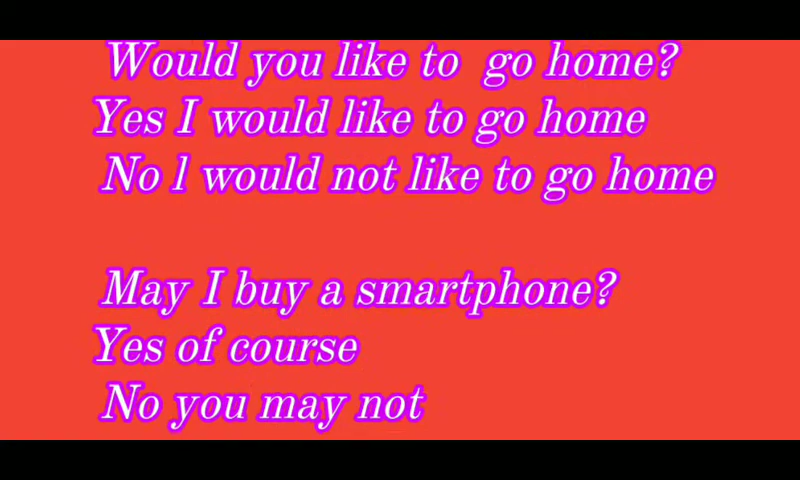 Would you like to  go home?
Yes I would like to go home
No l would not like to go home
May I buy a smartphone?
Yes of course
No you may not